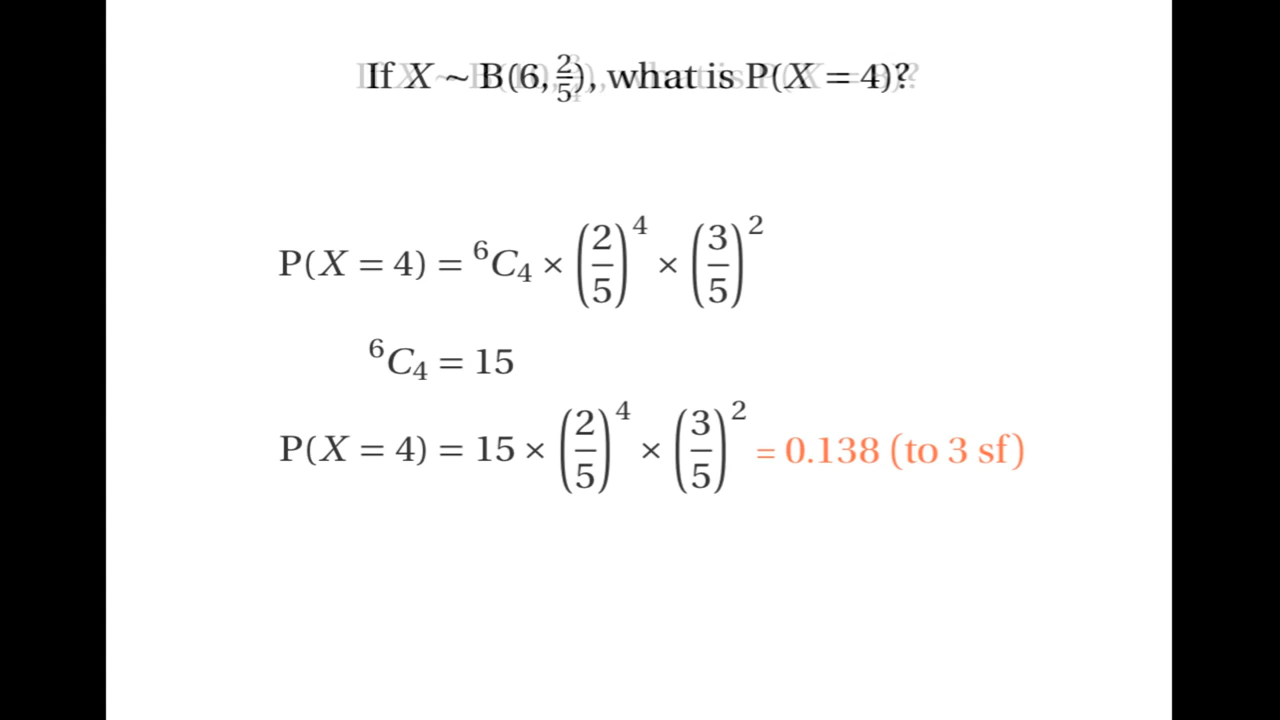 If X ~ B(6, 2/5), what is P(X = 4)?
P(X = 4) = ⁶C₄ × (2/5)⁴ × (3/5)²
⁶C₄ = 15
P(X = 4) = 15 × (2/5)⁴ × (3/5)² = 0.138 (to 3 sf)